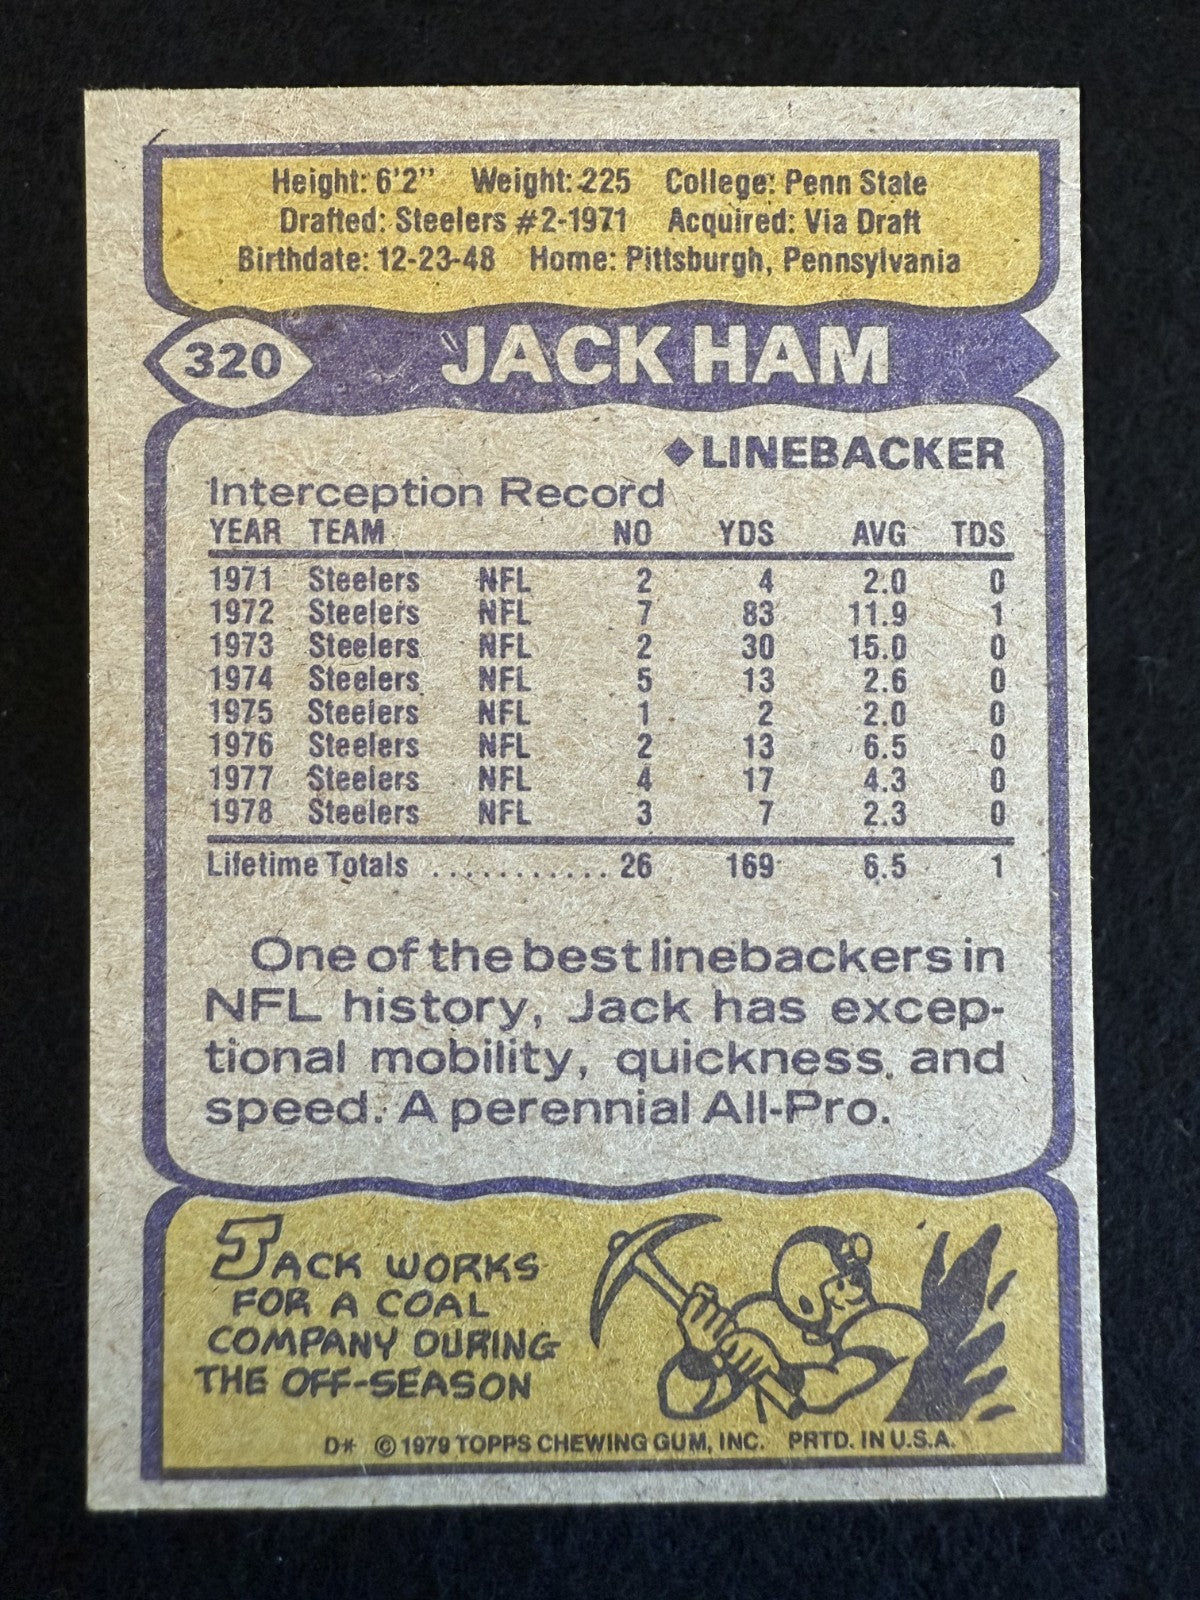 Height: 6'2" Weight: 225 College: Penn State
Drafted: Steelers #2-1971 Acquired: Via Draft
Birthdate: 12-23-48 Home: Pittsburgh, Pennsylvania
320 JACK HAM
◆LINEBACKER
Interception Record
YEAR TEAM NO YDS AVG TDS
1971 Steelers NFL 2 4 2.0 0
1972 Steelers NFL 7 83 11.9 1
1973 Steelers NFL 2 30 15.0 0
1974 Steelers NFL 5 13 2.6 0
1975 Steelers NFL 1 2 2.0 0
1976 Steelers NFL 2 13 6.5 0
1977 Steelers NFL 4 17 4.3 0
1978 Steelers NFL 3 7 2.3 0
Lifetime Totals ........... 26 169 6.5 1
One of the best linebackers in
NFL history, Jack has excep-
tional mobility, quickness and
speed. A perennial All-Pro.
JACK WORKS
FOR A COAL
COMPANY DURING
THE OFF-SEASON
D* © 1979 TOPPS CHEWING GUM, INC. PRTD. IN U.S.A.